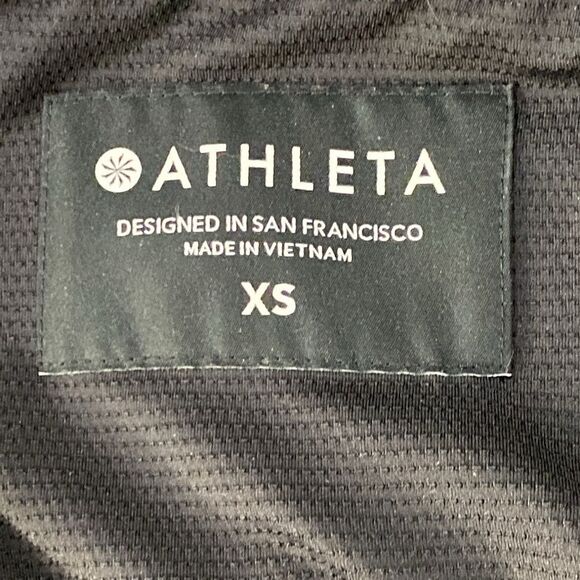 ATHLETA
DESIGNED IN SAN FRANCISCO
MADE IN VIETNAM
XS